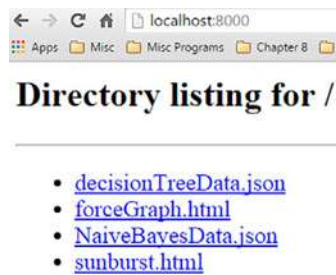 localhost:8000
Apps Misc Misc Programs Chapter 8
Directory listing for /
decisionTreeData.json
forceGraph.html
NaiveBayesData.json
sunburst.html